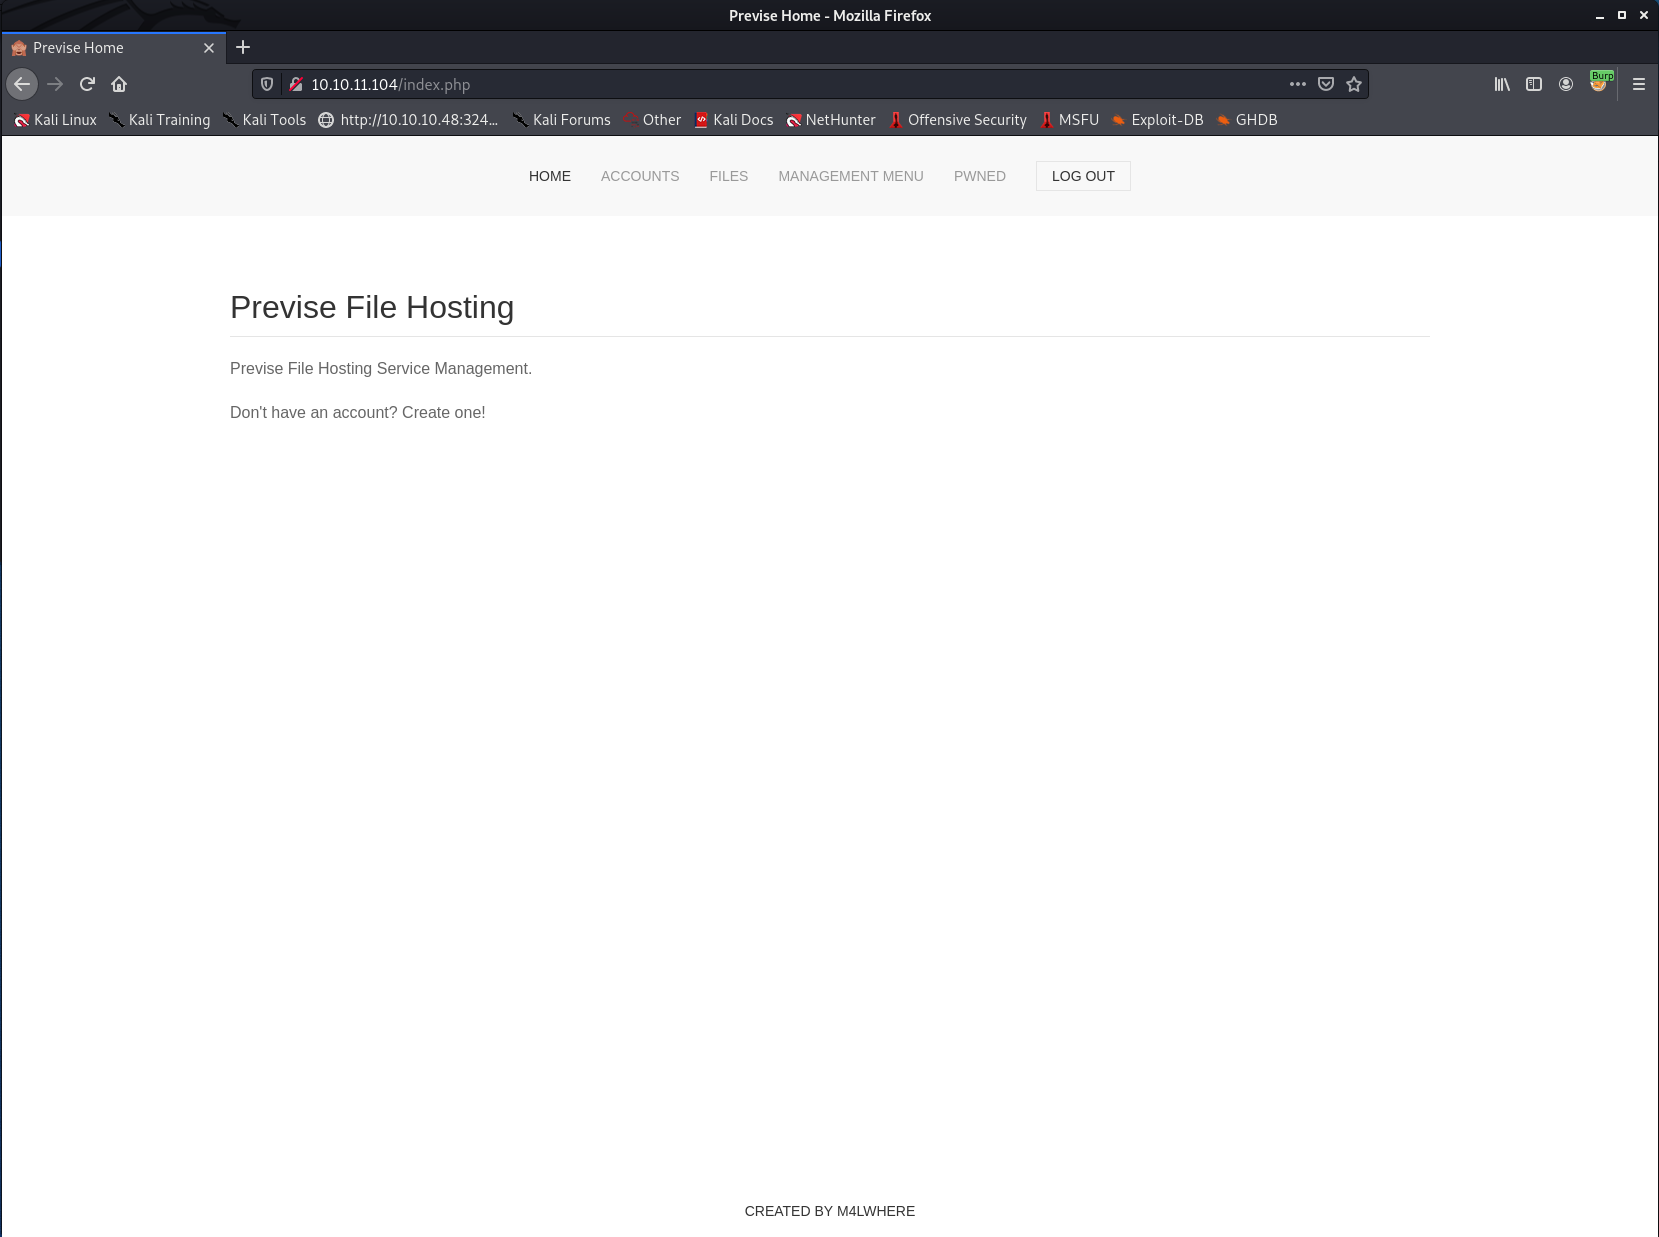 Previse Home - Mozilla Firefox
Previse Home
10.10.11.104/index.php
Burp
Kali Linux Kali Training Kali Tools http://10.10.10.48:324... Kali Forums Other Kali Docs NetHunter Offensive Security MSFU Exploit-DB GHDB
HOME ACCOUNTS FILES MANAGEMENT MENU PWNED LOG OUT
Previse File Hosting
Previse File Hosting Service Management.
Don't have an account? Create one!
CREATED BY M4LWHERE